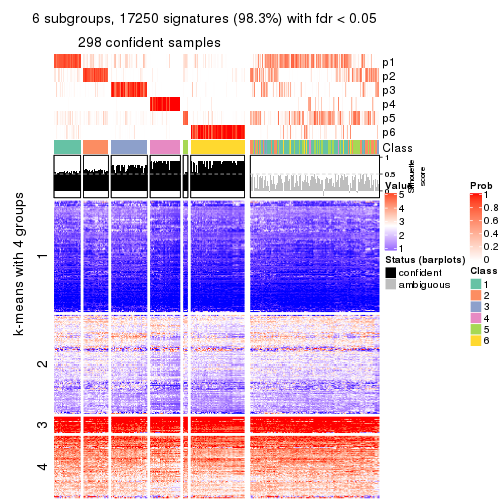 6 subgroups, 17250 signatures (98.3%) with fdr < 0.05
298 confident samples
p1
p2
p3
p4
p5
p6
Class
1
0.5
0
Silhouette
score
k-means with 4 groups
1
2
3
4
Value
5
4
3
2
1
Status (barplots)
confident
ambiguous
Prob
1
0.8
0.6
0.4
0.2
0
Class
1
2
3
4
5
6